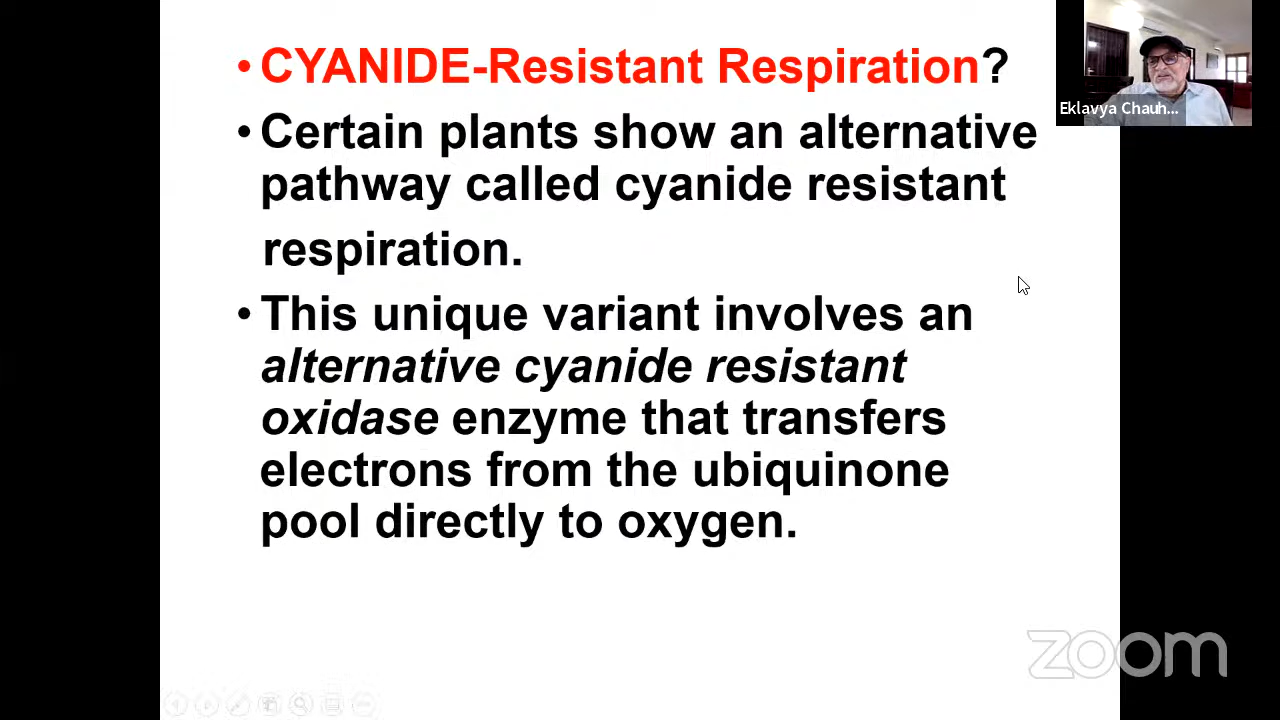 • CYANIDE-Resistant Respiration?
• Certain plants show an alternative
pathway called cyanide resistant
respiration.
• This unique variant involves an
alternative cyanide resistant
oxidase enzyme that transfers
electrons from the ubiquinone
pool directly to oxygen.
Eklavya Chauh...
zoom